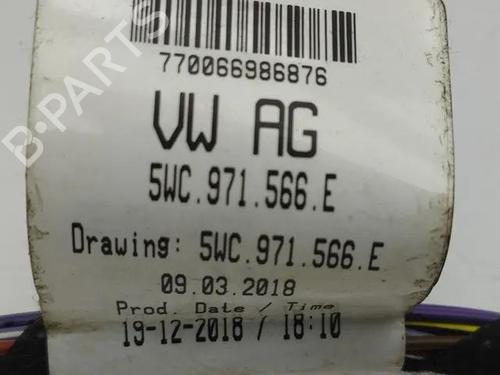 770066986876
VW AG
5WC.971.566.E
Drawing: 5WC.971.566.E
09.03.2018
Prod. Date / Time
19-12-2018 / 18:10